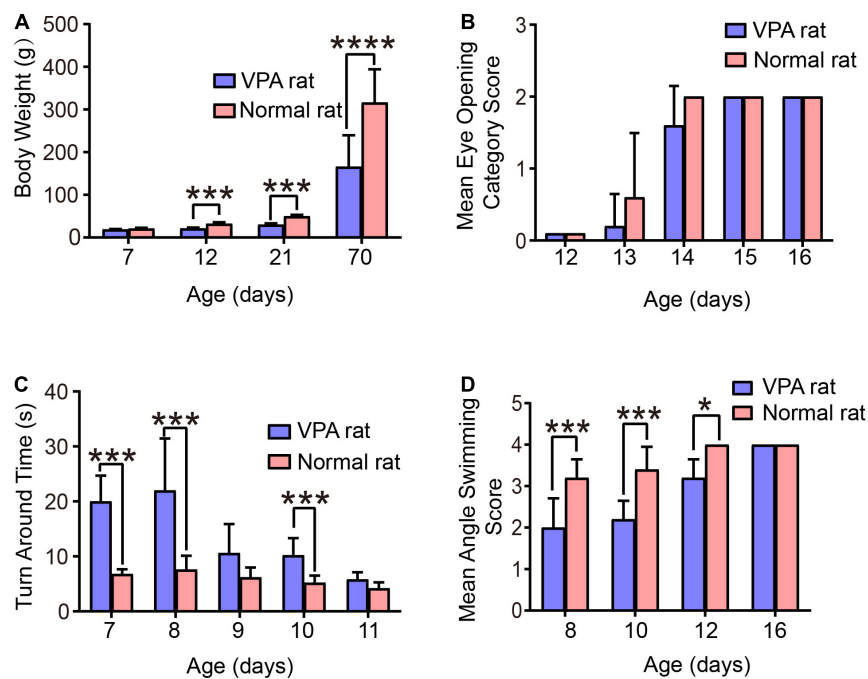 A
Body Weight (g)
500
400
300
200
100
0
****
VPA rat
Normal rat
***
***
7 12 21 70
Age (days)
B
Mean Eye Opening
Category Score
3
2
1
0
VPA rat
Normal rat
12 13 14 15 16
Age (days)
C
Turn Around Time (s)
40
30
20
10
0
***
***
VPA rat
Normal rat
***
7 8 9 10 11
Age (days)
D
Mean Angle Swimming
Score
5
4
3
2
1
0
VPA rat
Normal rat
***
***
*
8 10 12 16
Age (days)